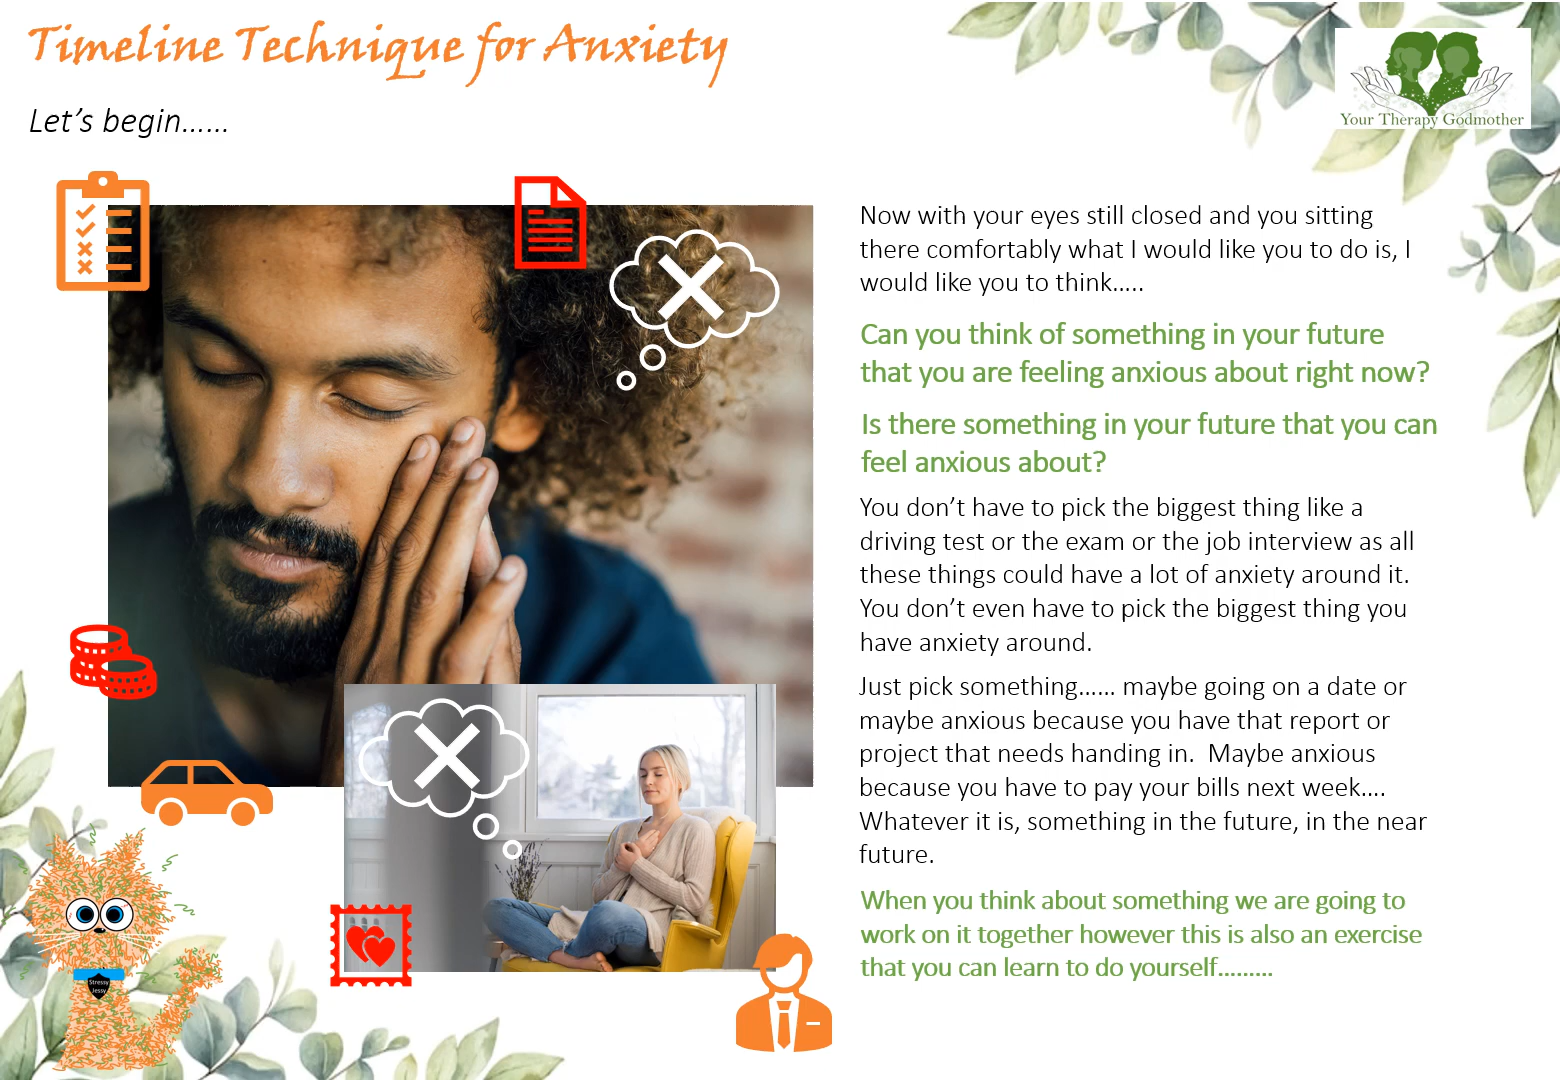 Timeline Technique for Anxiety
Let's begin......
Your Therapy Godmother
Now with your eyes still closed and you sitting
there comfortably what I would like you to do is, I
would like you to think.....
Can you think of something in your future
that you are feeling anxious about right now?
Is there something in your future that you can
feel anxious about?
You don't have to pick the biggest thing like a
driving test or the exam or the job interview as all
these things could have a lot of anxiety around it.
You don't even have to pick the biggest thing you
have anxiety around.
Just pick something...... maybe going on a date or
maybe anxious because you have that report or
project that needs handing in.  Maybe anxious
because you have to pay your bills next week....
Whatever it is, something in the future, in the near
future.
When you think about something we are going to
work on it together however this is also an exercise
that you can learn to do yourself.........
Stressy
Jessy